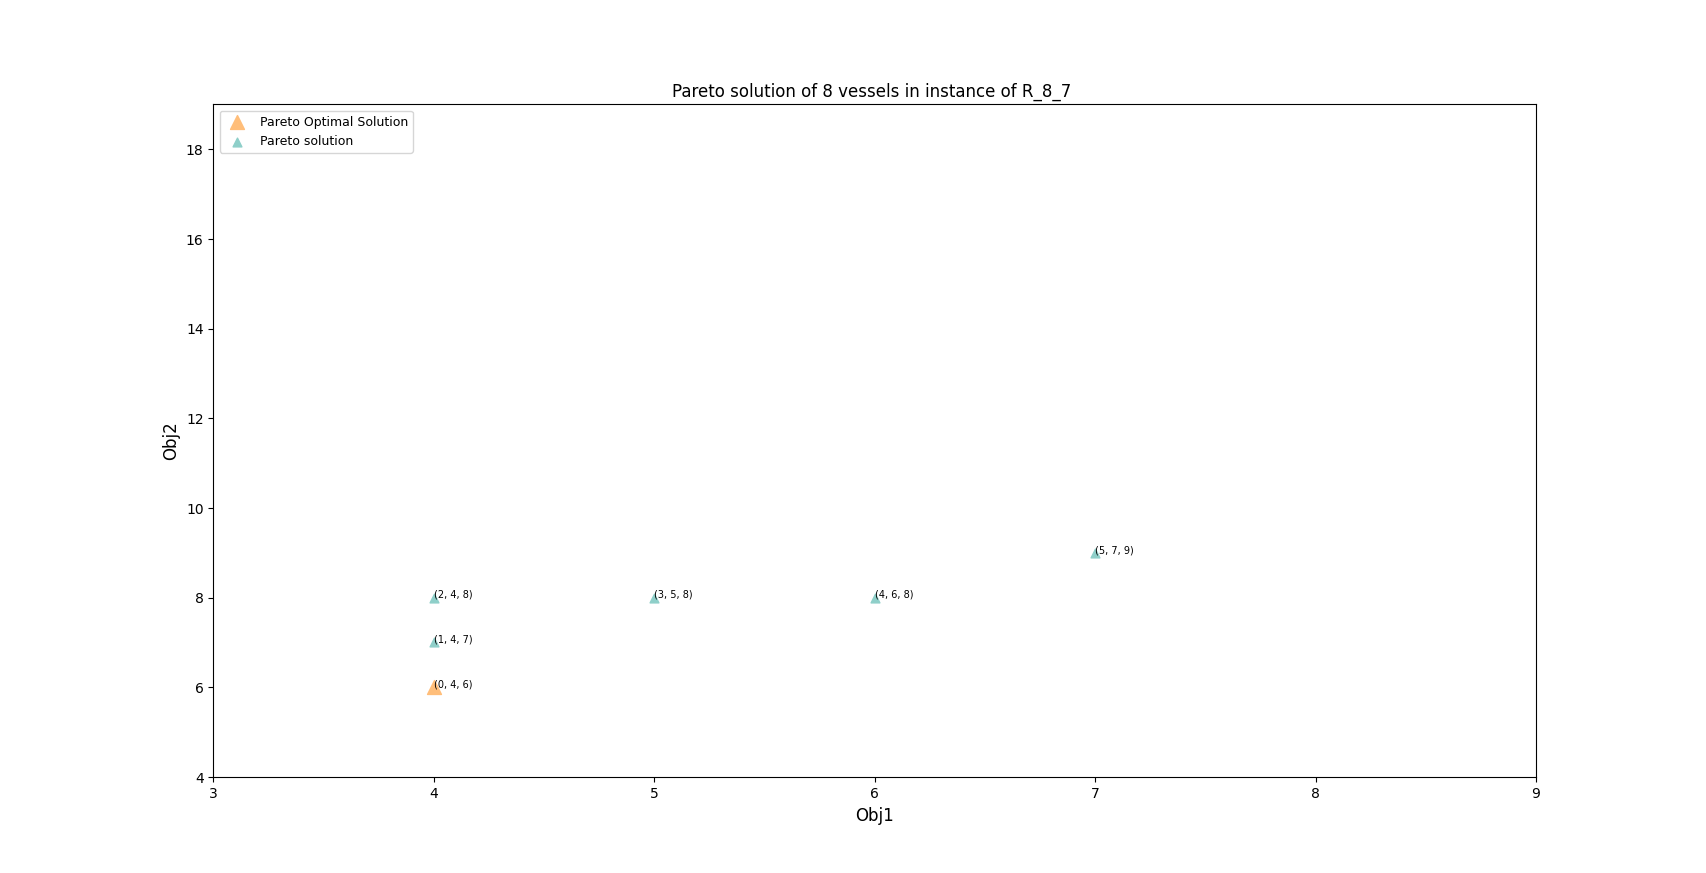 Pareto solution of 8 vessels in instance of R_8_7
Pareto Optimal Solution
Pareto solution
18
16
14
12
10
8
6
4
Obj2
(5, 7, 9)
(2, 4, 8)
(3, 5, 8)
(4, 6, 8)
(1, 4, 7)
(0, 4, 6)
3
4
5
6
7
8
9
Obj1